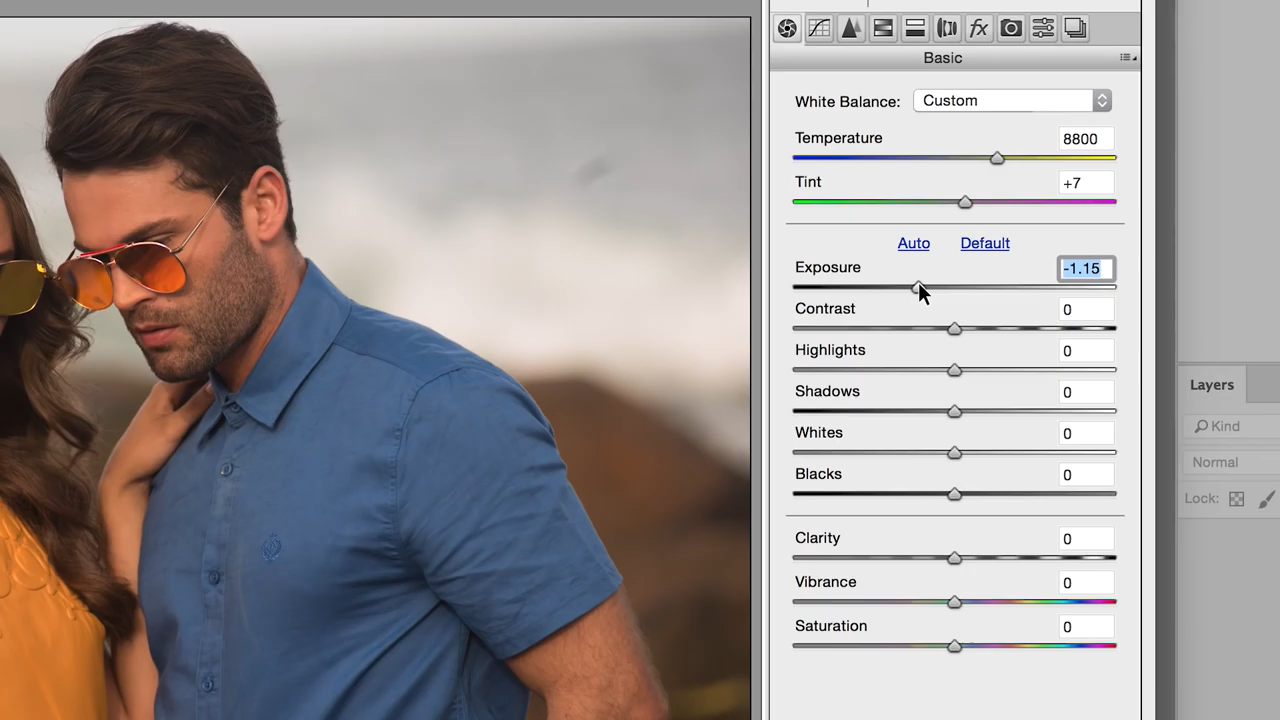 fx
Basic
White Balance: Custom
Temperature 8800
Tint +7
Auto Default
Exposure -1.15
Contrast 0
Highlights 0
Shadows 0
Whites 0
Blacks 0
Clarity 0
Vibrance 0
Saturation 0
Layers
Kind
Normal
Lock: